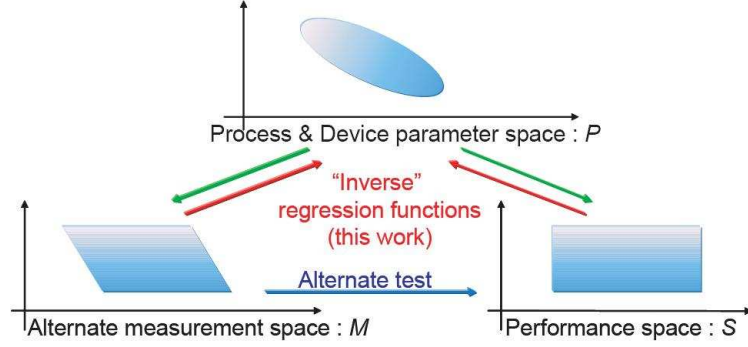 Process & Device parameter space : P
“Inverse”
regression functions
(this work)
Alternate test
Alternate measurement space : M
Performance space : S